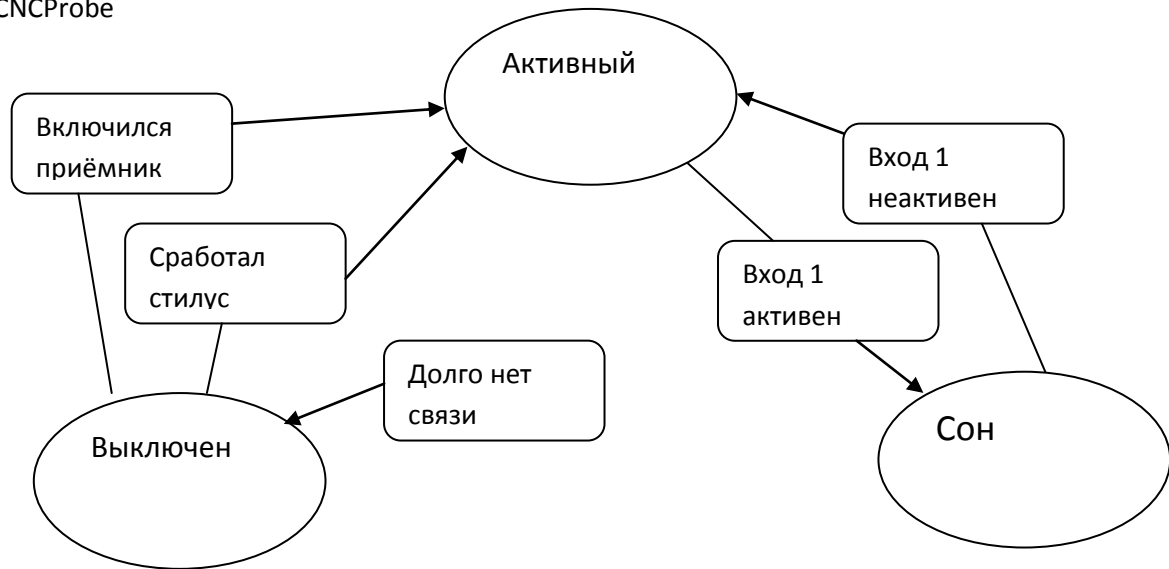 CNCProbe
Активный
Включился
приёмник
Вход 1
неактивен
Сработал
стилус
Вход 1
активен
Долго нет
связи
Выключен
Сон